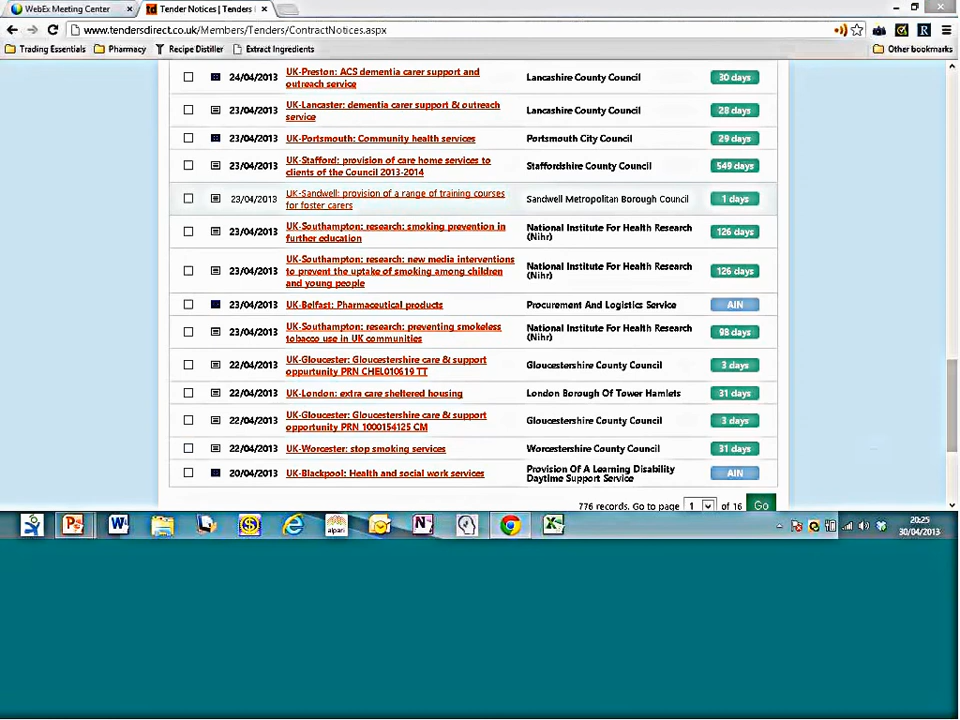 WebEx Meeting Center
Tender Notices | Tenders
www.tendersdirect.co.uk/Members/Tenders/ContractNotices.aspx
Trading Essentials Pharmacy Recipe Distiller Extract Ingredients Other bookmarks
24/04/2013 UK-Preston: ACS dementia carer support and Lancashire County Council 30 days
outreach service
23/04/2013 UK-Lancaster: dementia carer support & outreach Lancashire County Council 28 days
service
23/04/2013 UK-Portsmouth: Community health services Portsmouth City Council 29 days
23/04/2013 UK-Stafford: provision of care home services to Staffordshire County Council 549 days
clients of the Council 2013-2014
23/04/2013 UK-Sandwell: provision of a range of training courses Sandwell Metropolitan Borough Council 1 days
for foster carers
23/04/2013 UK-Southampton: research: smoking prevention in National Institute For Health Research 126 days
further education (Nihr)
23/04/2013 UK-Southampton: research: new media interventions National Institute For Health Research 126 days
to prevent the uptake of smoking among children (Nihr)
and young people
23/04/2013 UK-Belfast: Pharmaceutical products Procurement And Logistics Service AIN
23/04/2013 UK-Southampton: research: preventing smokeless National Institute For Health Research 98 days
tobacco use in UK communities (Nihr)
22/04/2013 UK-Gloucester: Gloucestershire care & support Gloucestershire County Council 3 days
oppurtunity PRN CHEL010619 TT
22/04/2013 UK-London: extra care sheltered housing London Borough Of Tower Hamlets 31 days
22/04/2013 UK-Gloucester: Gloucestershire care & support Gloucestershire County Council 3 days
oppurtunity PRN 1000154125 CM
22/04/2013 UK-Worcester: stop smoking services Worcestershire County Council 31 days
20/04/2013 UK-Blackpool: Health and social work services Provision Of A Learning Disability AIN
Daytime Support Service
776 records. Go to page 1 of 16 Go
alpari
20:25
30/04/2013